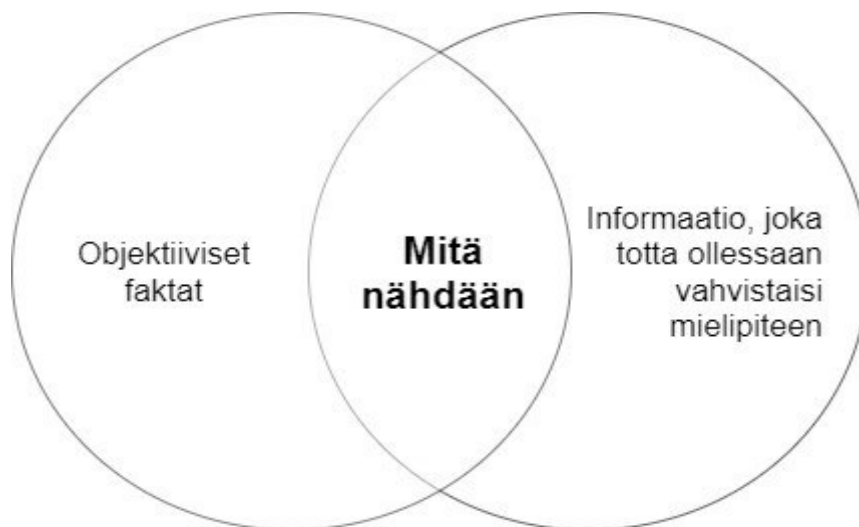 Objektiiviset
faktat
Mitä
nähdään
Informaatio, joka
totta ollessaan
vahvistaisi
mielipiteen